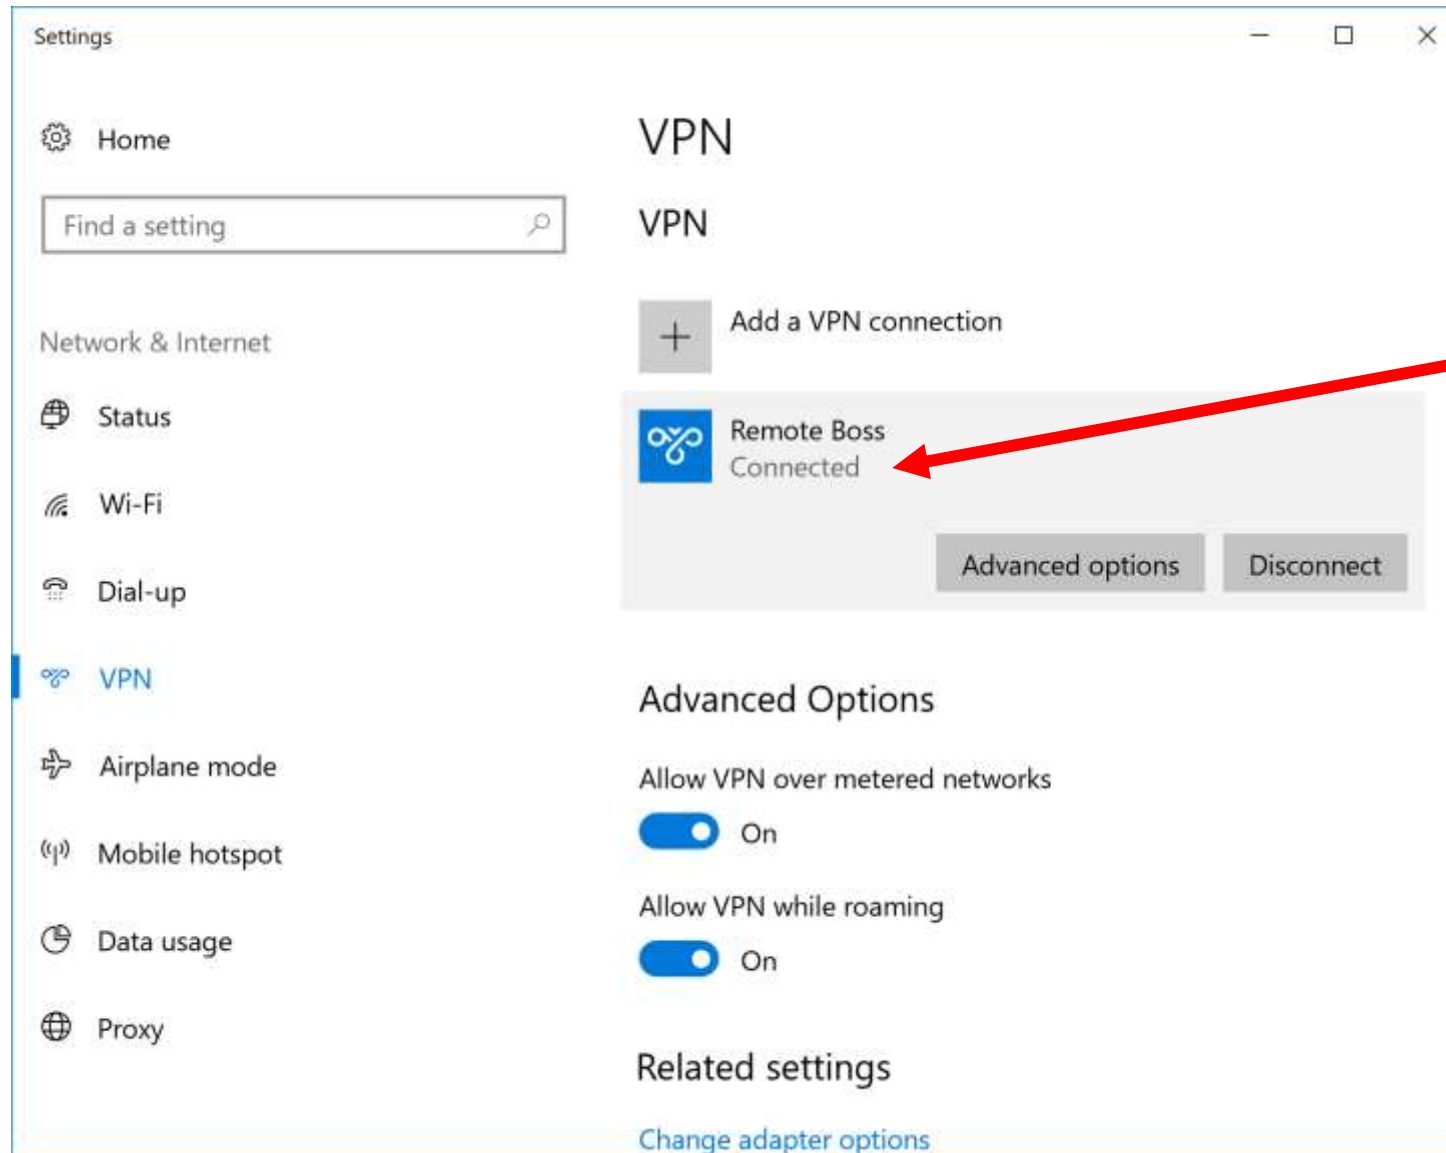 Settings
Home
Find a setting
Network & Internet
Status
Wi-Fi
Dial-up
VPN
Airplane mode
Mobile hotspot
Data usage
Proxy
VPN
VPN
Add a VPN connection
Remote Boss
Connected
Advanced options
Disconnect
Advanced Options
Allow VPN over metered networks
On
Allow VPN while roaming
On
Related settings
Change adapter options